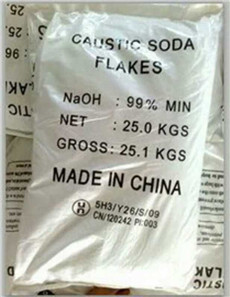 CAUSTIC SODA
FLAKES
NaOH : 99% MIN
NET : 25.0 KGS
GROSS: 25.1 KGS
MADE IN CHINA
5H3/Y26/S/09
CN/120242 PI:003